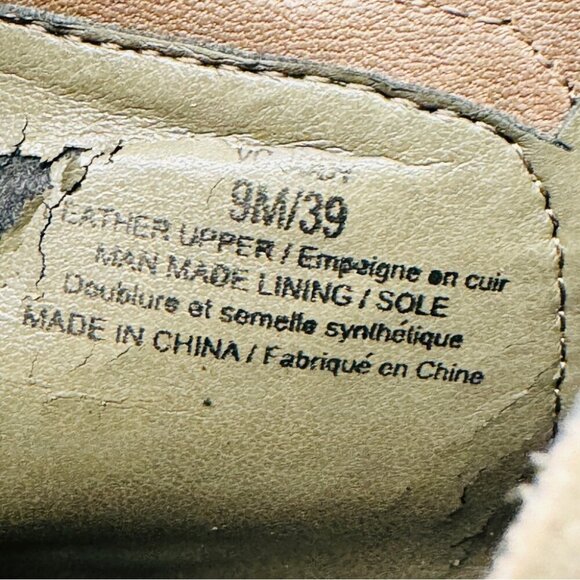 9M/39
LEATHER UPPER / Empeigne en cuir
MAN MADE LINING / SOLE
Doublure et semelle synthétique
MADE IN CHINA / Fabriqué en Chine